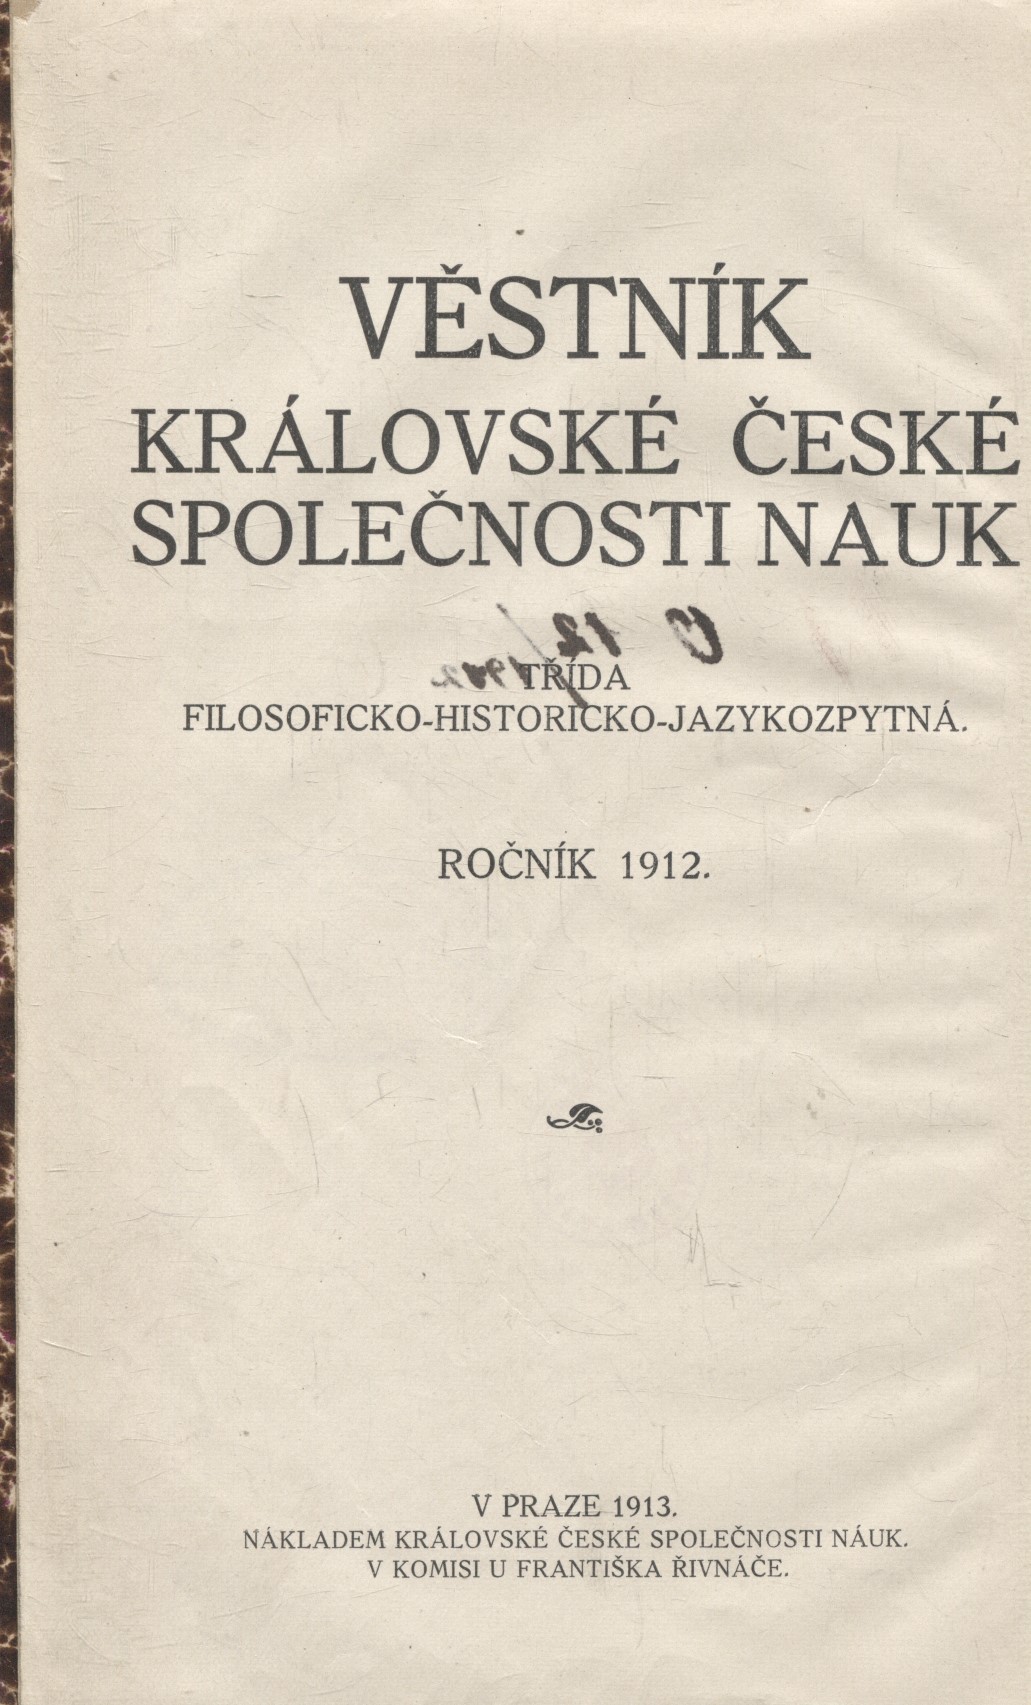 VĚSTNÍK
KRÁLOVSKÉ ČESKÉ
SPOLEČNOSTI NAUK
TŘÍDA
FILOSOFICKO-HISTORICKO-JAZYKOZPYTNÁ.
ROČNÍK 1912.
V PRAZE 1913.
NÁKLADEM KRÁLOVSKÉ ČESKÉ SPOLEČNOSTI NÁUK.
V KOMISI U FRANTIŠKA ŘIVNÁČE.